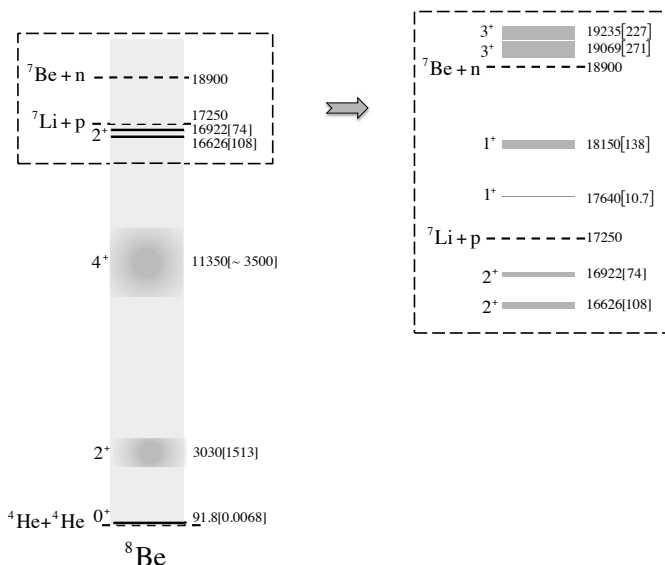 ⁷Be+n 18900
⁷Li+p 17250
2⁺ 16922[74]
16626[108]
4⁺ 11350[~ 3500]
2⁺ 3030[1513]
⁴He+⁴He 0⁺ 91.8[0.0068]
⁸Be
3⁺ 19235[227]
3⁺ 19069[271]
⁷Be+n 18900
1⁺ 18150[138]
1⁺ 17640[10.7]
⁷Li+p 17250
2⁺ 16922[74]
2⁺ 16626[108]